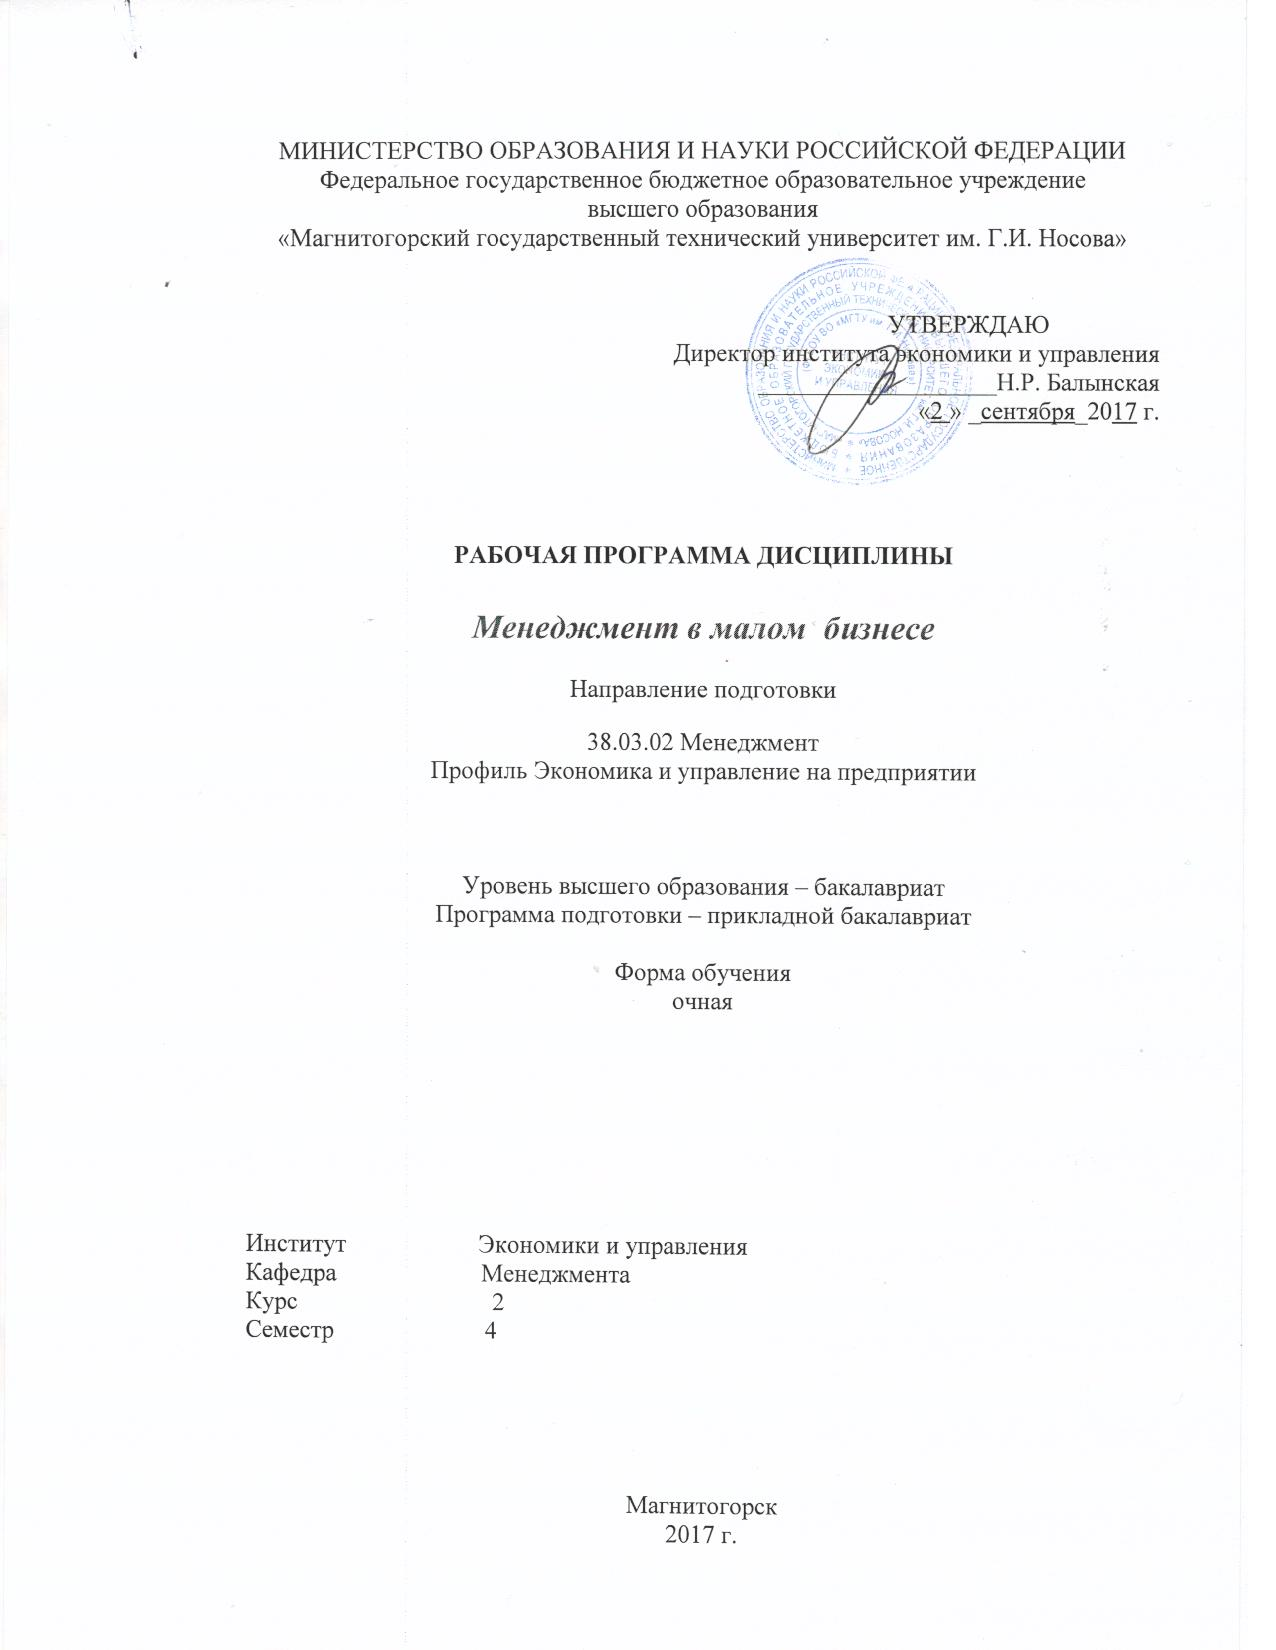 МИНИСТЕРСТВО ОБРАЗОВАНИЯ И НАУКИ РОССИЙСКОЙ ФЕДЕРАЦИИ
Федеральное государственное бюджетное образовательное учреждение
высшего образования
«Магнитогорский государственный технический университет им. Г.И. Носова»
УТВЕРЖДАЮ
Директор института экономики и управления
Н.Р. Балынская
«2 » сентября 2017 г.
ЭКОНОМИКИ
И УПРАВЛЕНИЯ
РАБОЧАЯ ПРОГРАММА ДИСЦИПЛИНЫ
Менеджмент в малом бизнесе
Направление подготовки
38.03.02 Менеджмент
Профиль Экономика и управление на предприятии
Уровень высшего образования – бакалавриат
Программа подготовки – прикладной бакалавриат
Форма обучения
очная
Институт Экономики и управления
Кафедра Менеджмента
Курс 2
Семестр 4
Магнитогорск
2017 г.